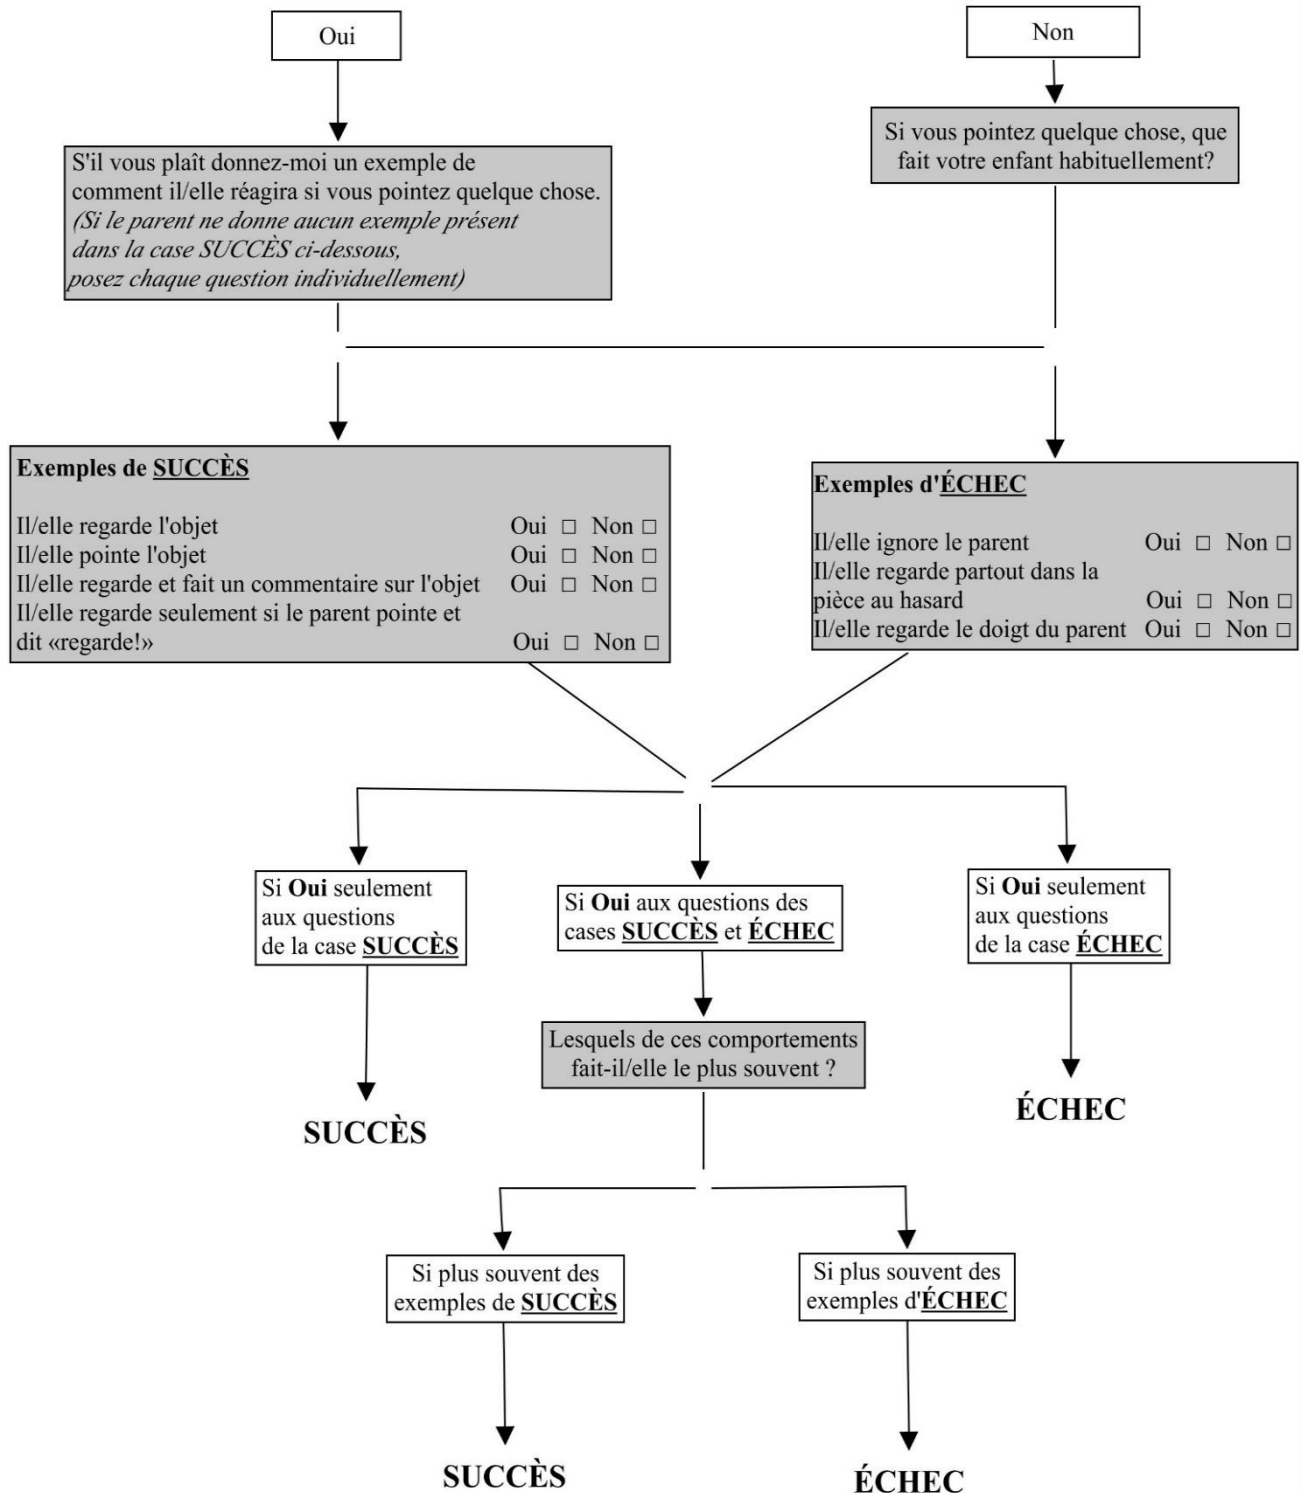 Oui
Non
S'il vous plaît donnez-moi un exemple de
comment il/elle réagira si vous pointez quelque chose.
(Si le parent ne donne aucun exemple présent
dans la case SUCCÈS ci-dessous,
posez chaque question individuellement)
Si vous pointez quelque chose, que
fait votre enfant habituellement?
Exemples de SUCCÈS
Il/elle regarde l'objet Oui □ Non □
Il/elle pointe l'objet Oui □ Non □
Il/elle regarde et fait un commentaire sur l'objet Oui □ Non □
Il/elle regarde seulement si le parent pointe et
dit «regarde!» Oui □ Non □
Exemples d'ÉCHEC
Il/elle ignore le parent Oui □ Non □
Il/elle regarde partout dans la
pièce au hasard Oui □ Non □
Il/elle regarde le doigt du parent Oui □ Non □
Si Oui seulement
aux questions
de la case SUCCÈS
Si Oui aux questions des
cases SUCCÈS et ÉCHEC
Si Oui seulement
aux questions
de la case ÉCHEC
Lesquels de ces comportements
fait-il/elle le plus souvent ?
SUCCÈS
ÉCHEC
Si plus souvent des
exemples de SUCCÈS
Si plus souvent des
exemples d'ÉCHEC
SUCCÈS
ÉCHEC